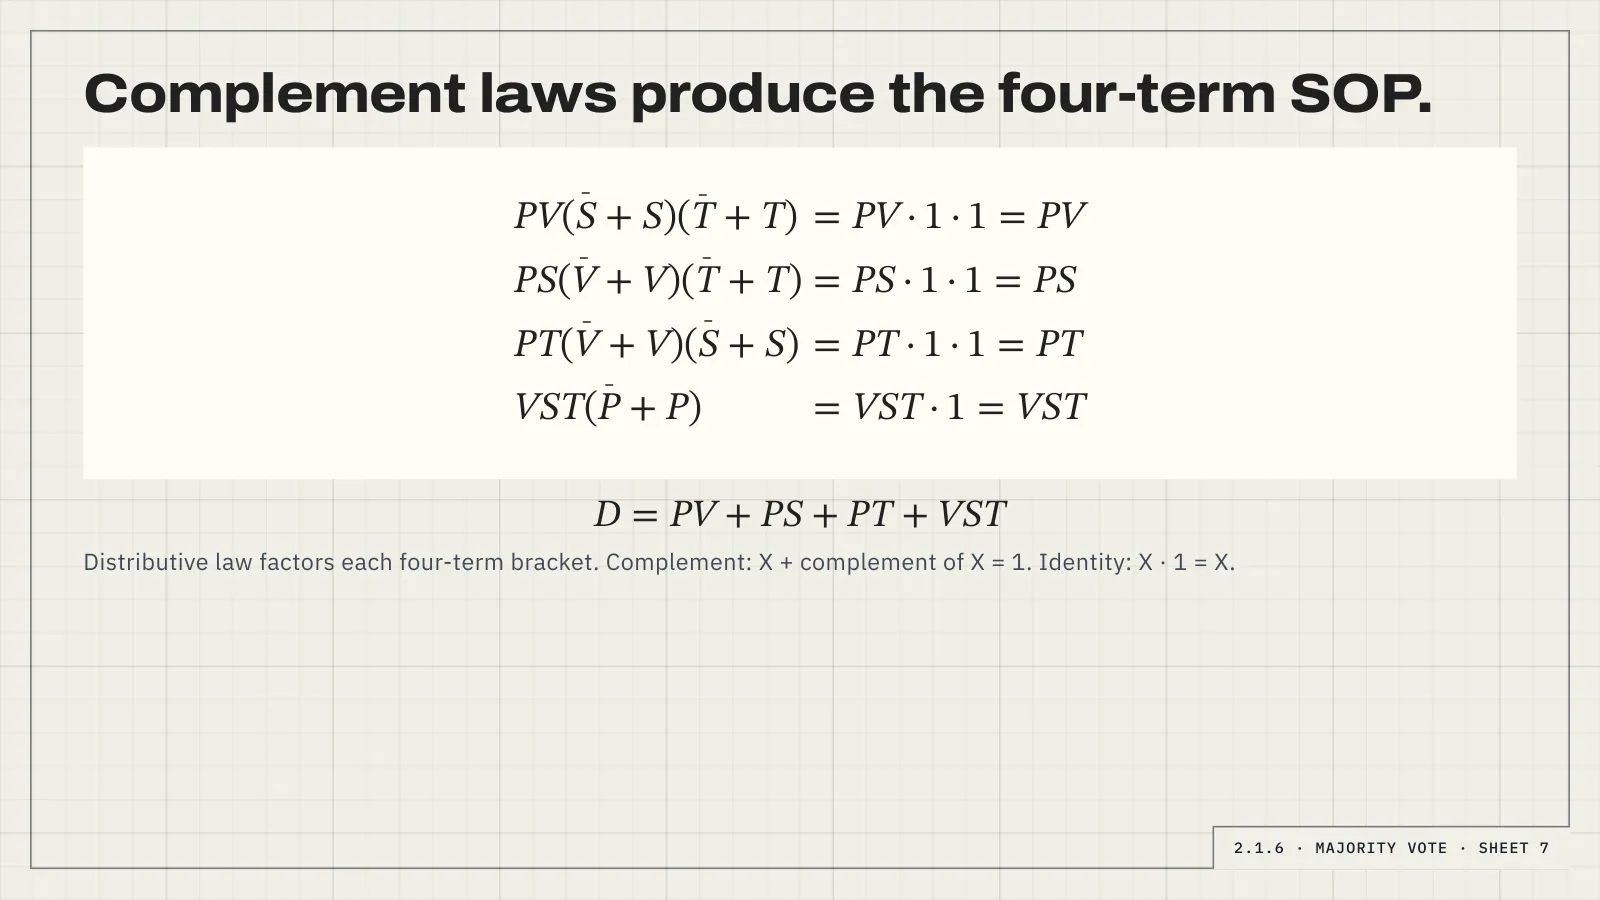 Complement laws produce the four-term SOP.
PV(S̄ + S)(T̄ + T) = PV · 1 · 1 = PV
PS(V̄ + V)(T̄ + T) = PS · 1 · 1 = PS
PT(V̄ + V)(S̄ + S) = PT · 1 · 1 = PT
VST(P̄ + P) = VST · 1 = VST
D = PV + PS + PT + VST
Distributive law factors each four-term bracket. Complement: X + complement of X = 1. Identity: X · 1 = X.
2.1.6 · MAJORITY VOTE · SHEET 7